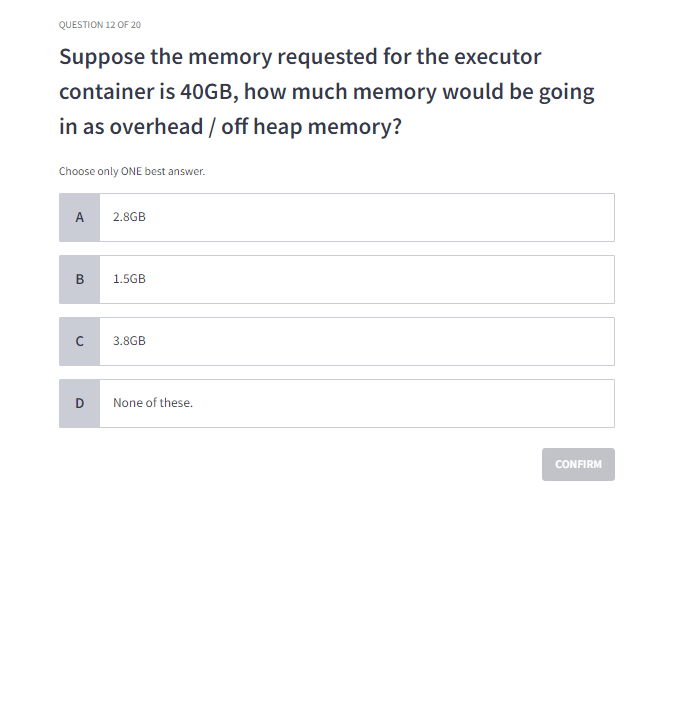 QUESTION 12 OF 20
Suppose the memory requested for the executor
container is 40GB, how much memory would be going
in as overhead / off heap memory?
Choose only ONE best answer.
A 2.8GB
B 1.5GB
C 3.8GB
D None of these.
CONFIRM